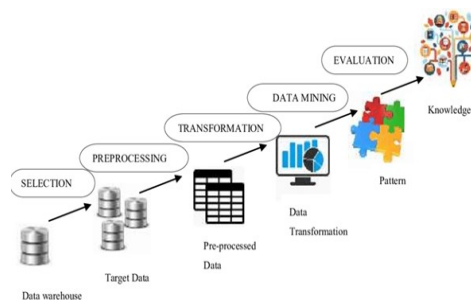 EVALUATION
Knowledge
DATA MINING
TRANSFORMATION
Pattern
PREPROCESSING
Data
Transformation
SELECTION
Pre-processed
Data
Target Data
Data warehouse